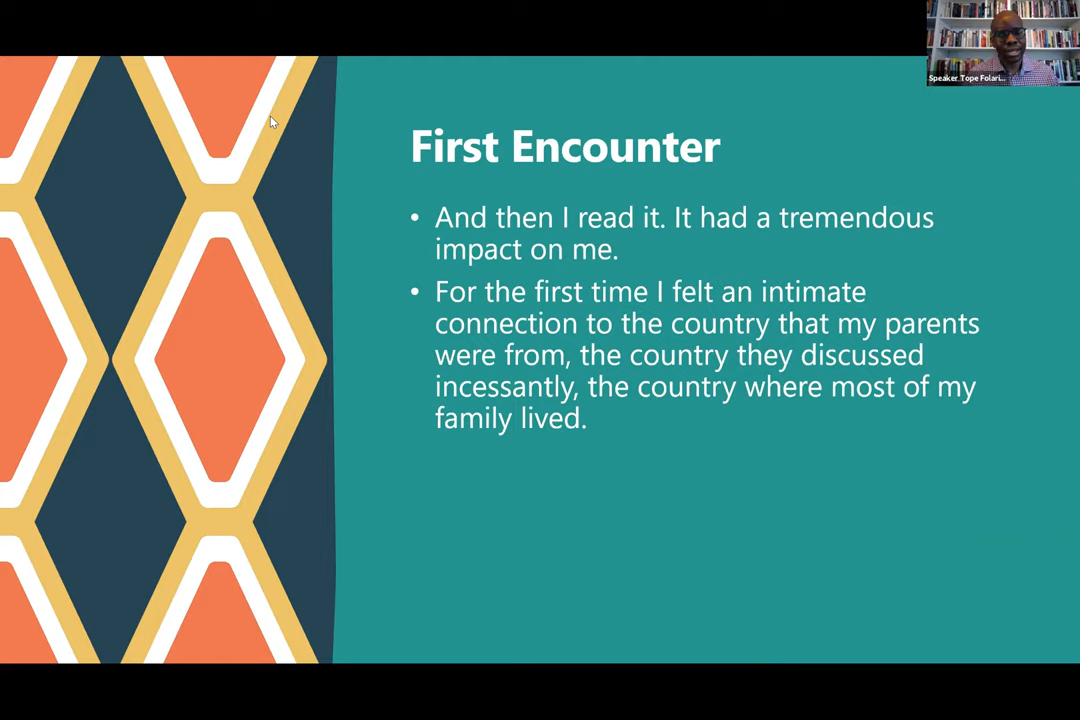 Speaker Tope Folari...
First Encounter
• And then I read it. It had a tremendous
impact on me.
• For the first time I felt an intimate
connection to the country that my parents
were from, the country they discussed
incessantly, the country where most of my
family lived.